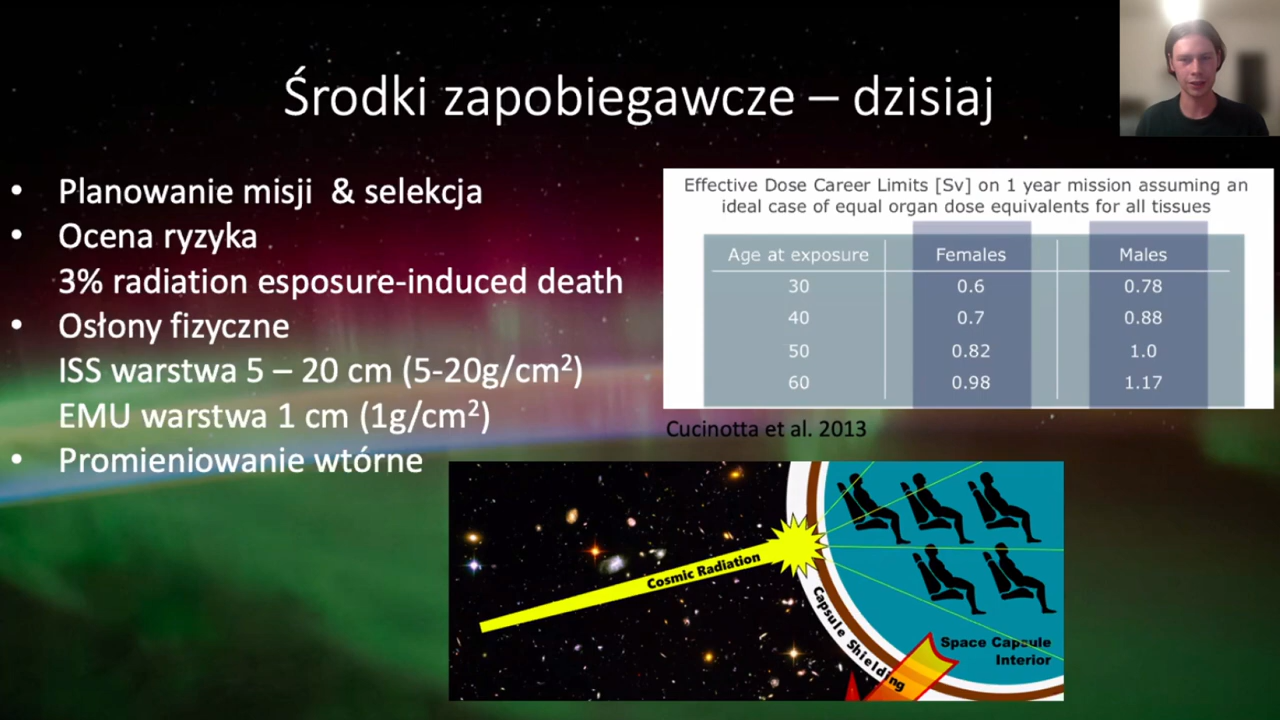 Środki zapobiegawcze – dzisiaj
• Planowanie misji & selekcja
• Ocena ryzyka
3% radiation esposure-induced death
• Osłony fizyczne
ISS warstwa 5 – 20 cm (5-20g/cm²)
EMU warstwa 1 cm (1g/cm²)
• Promieniowanie wtórne
Effective Dose Career Limits [Sv] on 1 year mission assuming an
ideal case of equal organ dose equivalents for all tissues
Age at exposure Females Males
30 0.6 0.78
40 0.7 0.88
50 0.82 1.0
60 0.98 1.17
Cucinotta et al. 2013
Cosmic Radiation
Capsule Shielding
Space Capsule
Interior